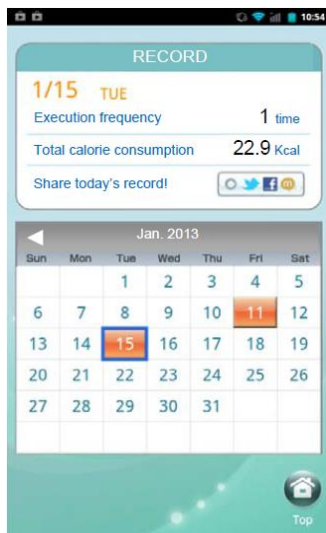 10:54
RECORD
1/15 TUE
Execution frequency 1 time
Total calorie consumption 22.9 Kcal
Share today's record!
Jan. 2013
Sun Mon Tue Wed Thu Fri Sat
1 2 3 4 5
6 7 8 9 10 11 12
13 14 15 16 17 18 19
20 21 22 23 24 25 26
27 28 29 30 31
Top